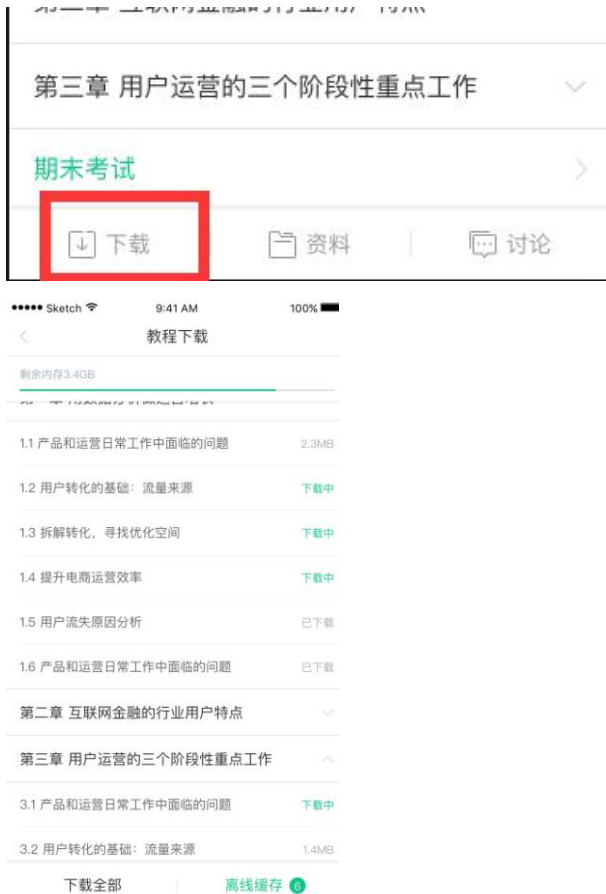 第三章 用户运营的三个阶段性重点工作
期末考试
下载 资料 讨论
Sketch 9:41 AM 100%
教程下载
剩余内存3.4GB
1.1 产品和运营日常工作中面临的问题 2.3MB
1.2 用户转化的基础：流量来源 下载中
1.3 拆解转化，寻找优化空间 下载中
1.4 提升电商运营效率 下载中
1.5 用户流失原因分析 已下载
1.6 产品和运营日常工作中面临的问题 已下载
第二章 互联网金融的行业用户特点
第三章 用户运营的三个阶段性重点工作
3.1 产品和运营日常工作中面临的问题 下载中
3.2 用户转化的基础：流量来源 1.4MB
下载全部 离线缓存 6